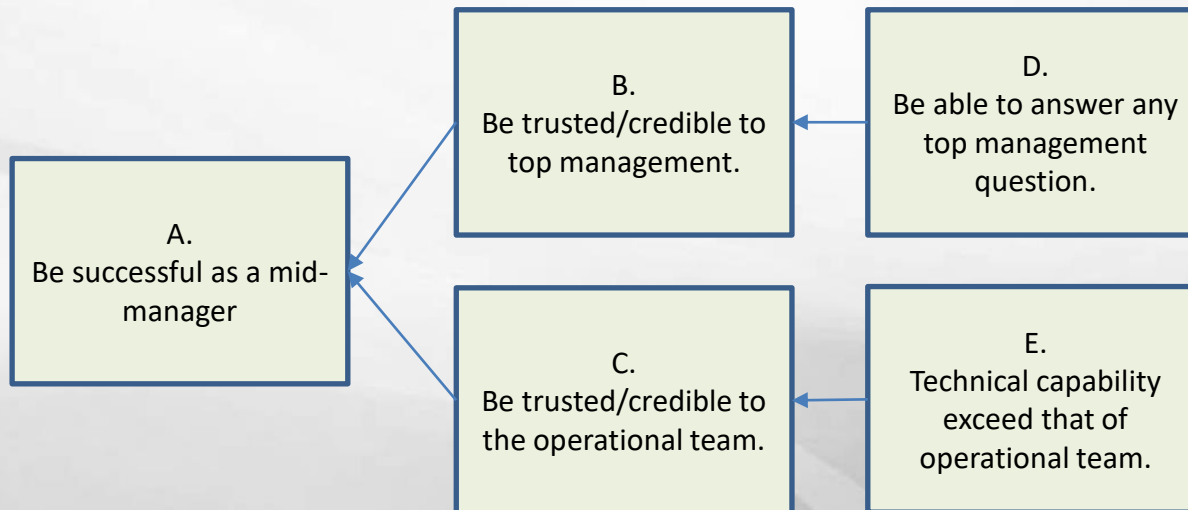 A.
Be successful as a mid-
manager
B.
Be trusted/credible to
top management.
C.
Be trusted/credible to
the operational team.
D.
Be able to answer any
top management
question.
E.
Technical capability
exceed that of
operational team.